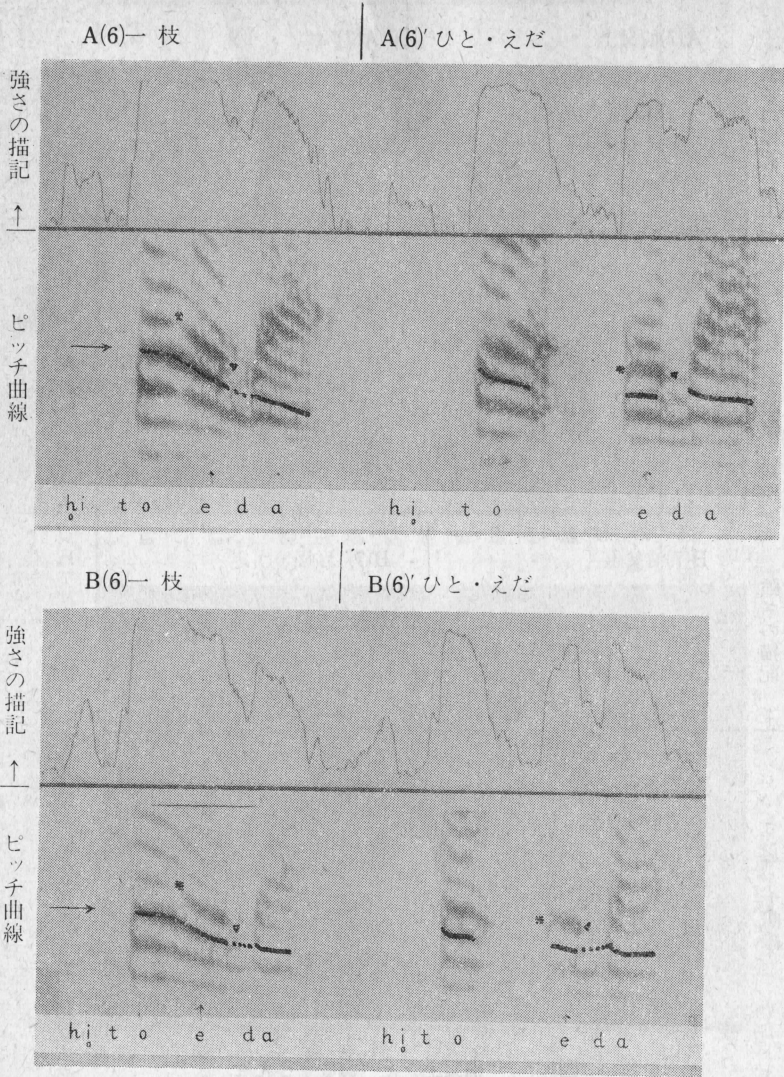 A(6)一 枝
A(6)′ ひと・えだ
強さの描記 ↑
ピッチ曲線
→
* ▾ * ▾
hi̥ t o e d a
hi̥ t o e d a
B(6)一 枝
B(6)′ ひと・えだ
強さの描記 ↑
ピッチ曲線
→
* ▾ * ▾
↑
hi̥ t o e d a
hi̥ t o e d a